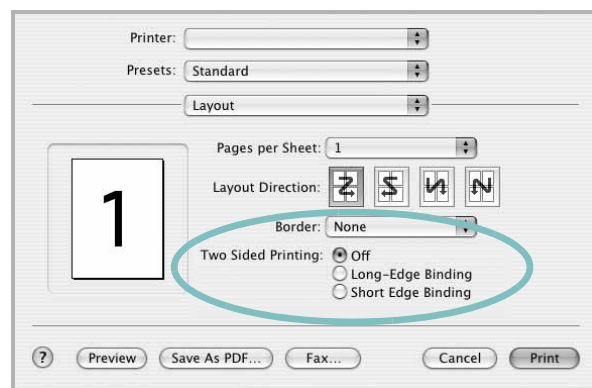 Printer:
Presets: Standard
Layout
Pages per Sheet: 1
Layout Direction:
1
Border: None
Two Sided Printing: Off
Long-Edge Binding
Short Edge Binding
? Preview Save As PDF... Fax... Cancel Print